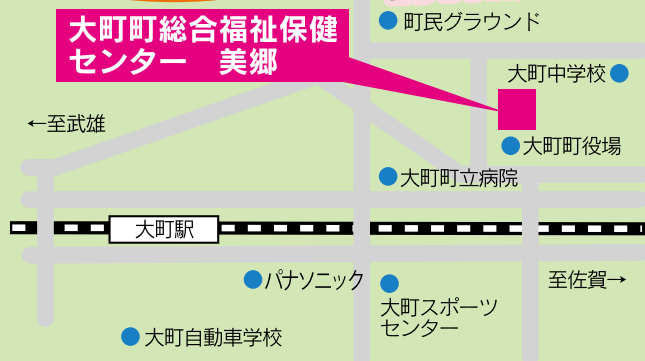 町民グラウンド
大町町総合福祉保健
センター　美郷
大町中学校
←至武雄
大町町役場
大町町立病院
大町駅
パナソニック
至佐賀→
大町スポーツ
センター
大町自動車学校